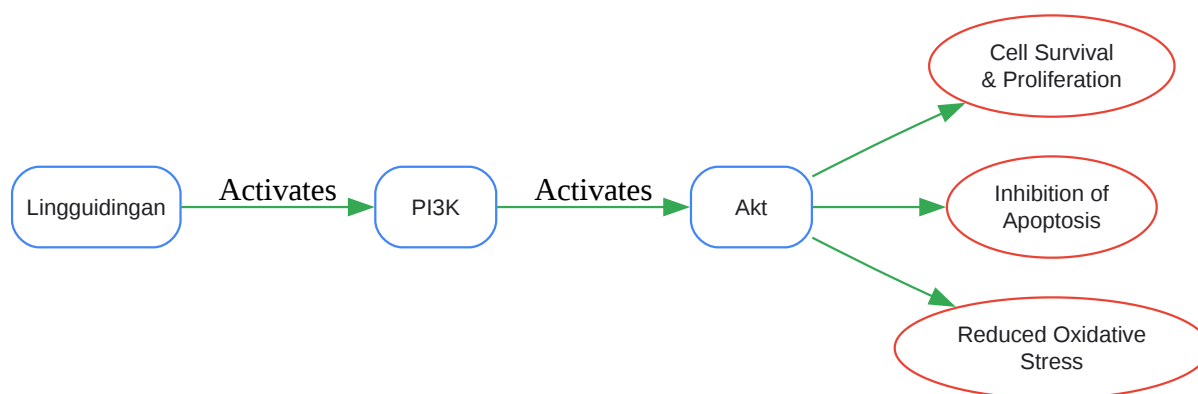 Lingguidingan
Activates
PI3K
Activates
Akt
Cell Survival
& Proliferation
Inhibition of
Apoptosis
Reduced Oxidative
Stress